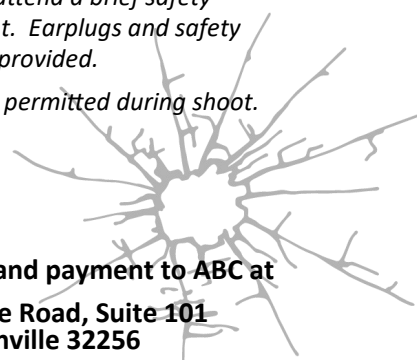 attend a brief safety
t. Earplugs and safety
provided.
permitted during shoot.
and payment to ABC at
e Road, Suite 101
nville 32256